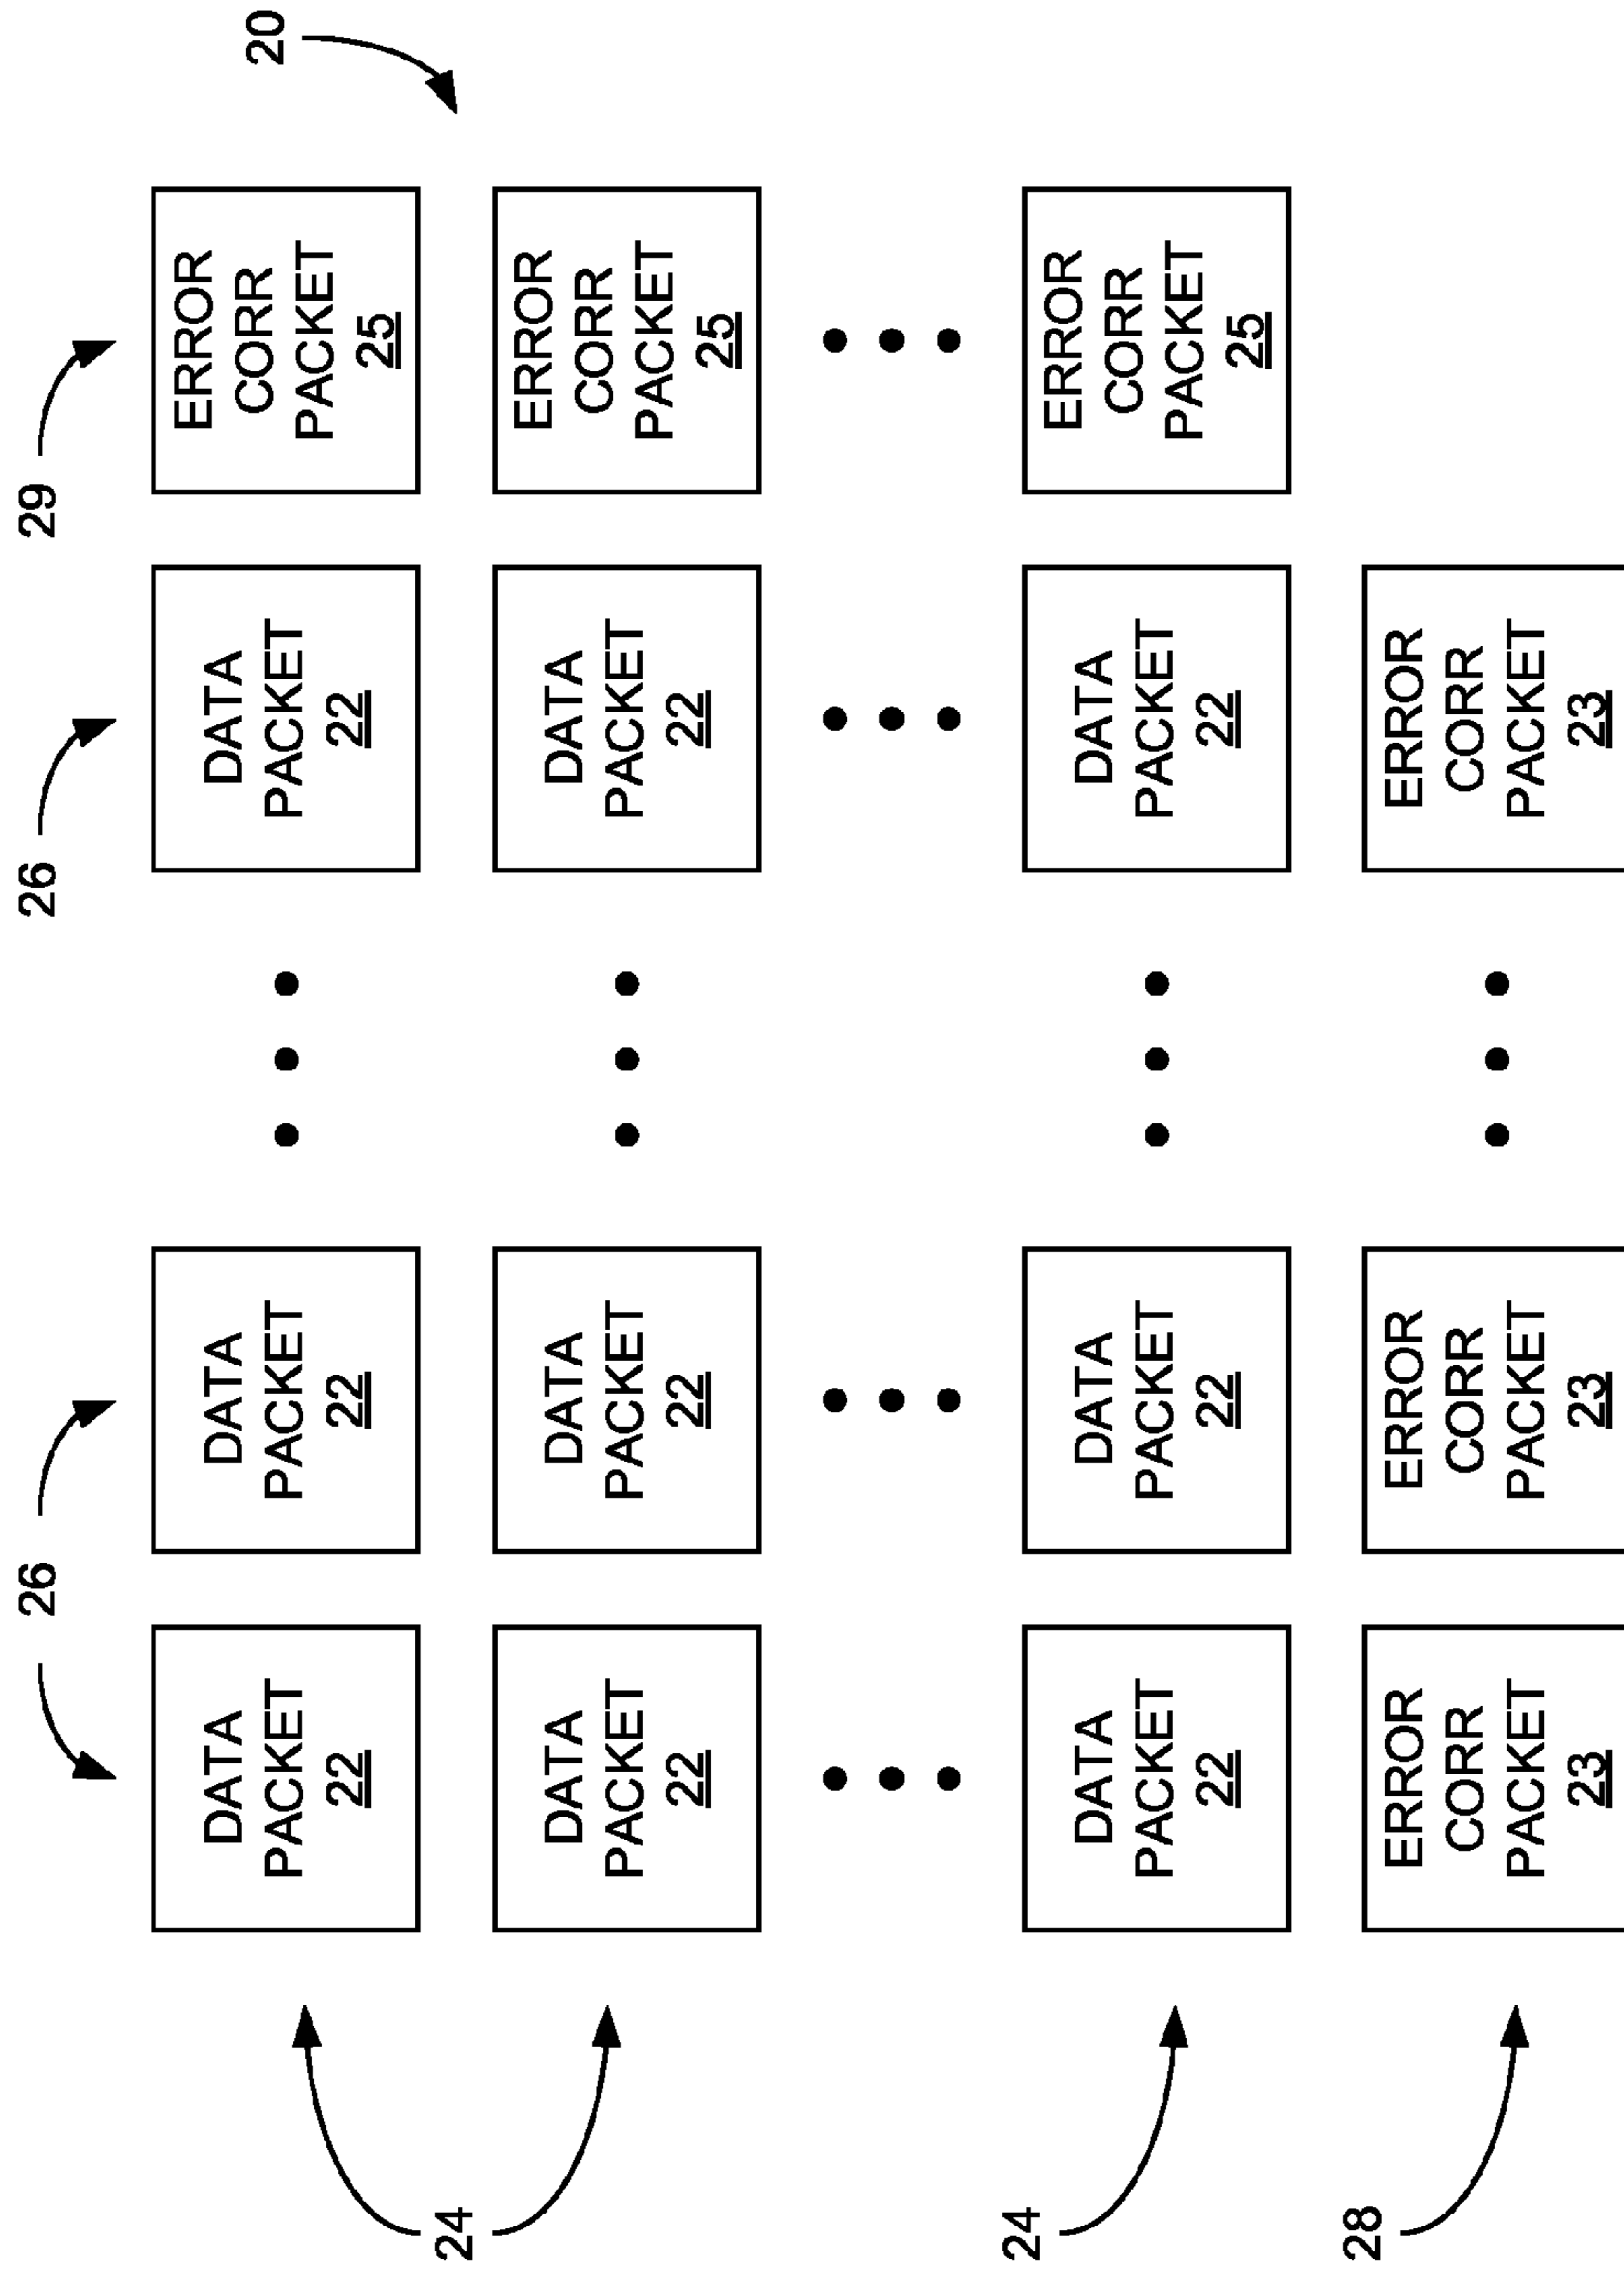 26
26
29
20
DATA
PACKET
22
DATA
PACKET
22
DATA
PACKET
22
ERROR
CORR
PACKET
25
24
DATA
PACKET
22
DATA
PACKET
22
DATA
PACKET
22
ERROR
CORR
PACKET
25
24
DATA
PACKET
22
DATA
PACKET
22
DATA
PACKET
22
ERROR
CORR
PACKET
25
28
ERROR
CORR
PACKET
23
ERROR
CORR
PACKET
23
ERROR
CORR
PACKET
23